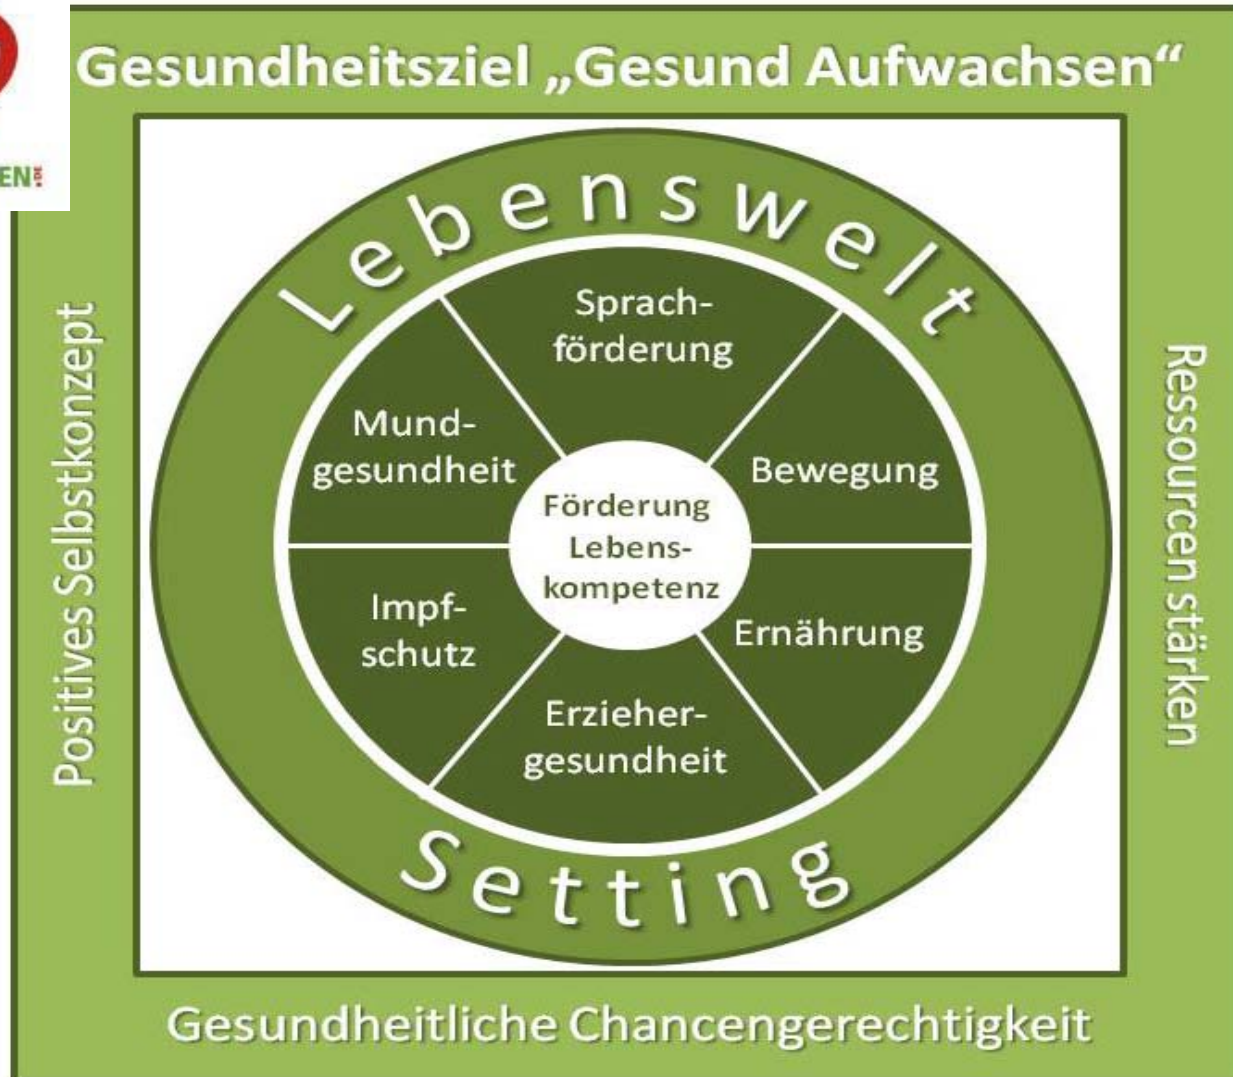 Gesundheitsziel „Gesund Aufwachsen“
EN!
Lebenswelt
Sprach-
förderung
Mund-
gesundheit
Bewegung
Förderung
Lebens-
kompetenz
Impf-
schutz
Ernährung
Erzieher-
gesundheit
Setting
Positives Selbstkonzept
Ressourcen stärken
Gesundheitliche Chancengerechtigkeit